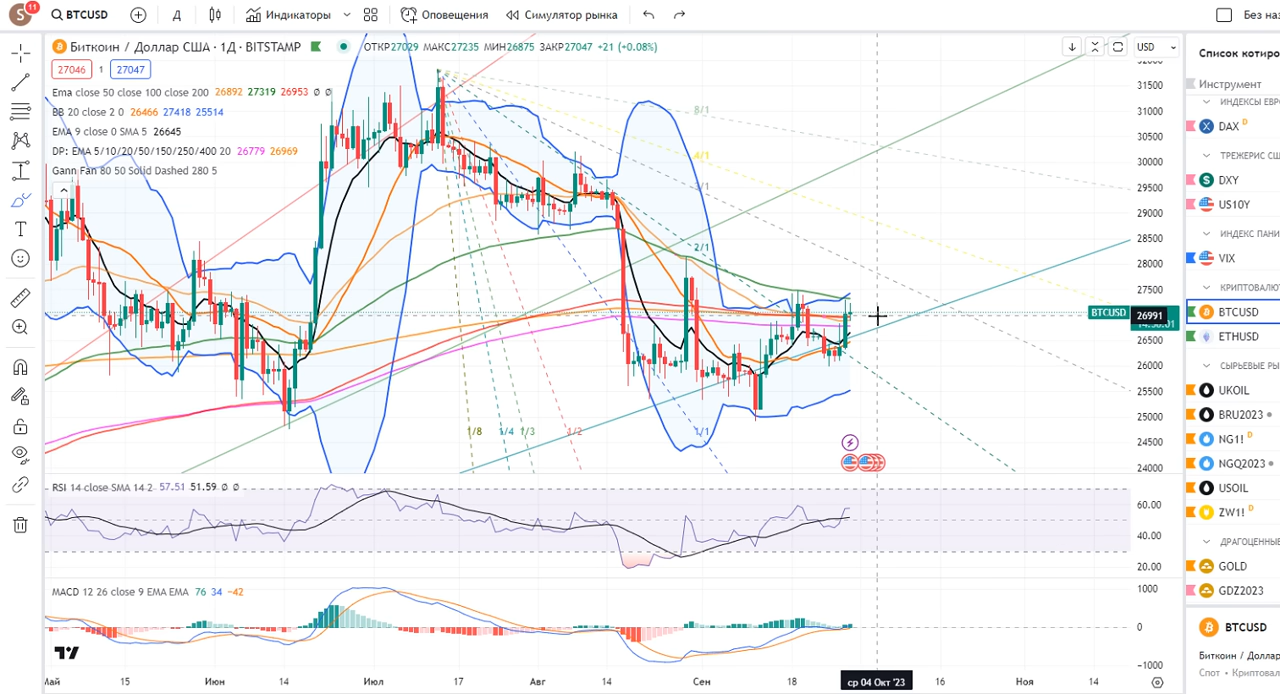 S 11 BTCUSD Д Индикаторы Оповещения Симулятор рынка Без наз
Биткоин / Доллар США · 1Д · BITSTAMP ОТКР27029 МАКС27235 МИН26875 ЗАКР27047 +21 (+0.08%)
USD
27046 1 27047
Ema close 50 close 100 close 200 26892 27319 26953 Ø Ø
BB 20 close 2 0 26466 27418 25514
EMA 9 close 0 SMA 5 26645
DP: EMA 5/10/20/50/150/250/400 20 26779 26969
Gann Fan 80 50 Solid Dashed 280 5
8/1
4/1
2/1
1/8 1/4 1/3 1/2 1/1
32000
31500
31000
30500
30000
29500
29000
28500
28000
27500
BTCUSD 26991
26500
26000
25500
25000
24500
24000
RSI 14 close SMA 14 2 57.51 51.59 Ø Ø
60.00
40.00
20.00
MACD 12 26 close 9 EMA EMA 76 34 −42
1000
0
−1000
Май 15 Июн 14 Июл 17 Авг 14 Сен 18 ср 04 Окт '23 16 Ноя 14
Список котиро
Инструмент
ИНДЕКСЫ ЕВРО
DAX D
ТРЕЖЕРИС СШ
DXY
US10Y
ИНДЕКС ПАНИ
VIX
КРИПТОВАЛЮТ
BTCUSD
ETHUSD
СЫРЬЕВЫЕ РЫ
UKOIL
BRU2023
NG1! D
NGQ2023
USOIL
ZW1! D
ДРАГОЦЕННЫЕ
GOLD
GDZ2023
BTCUSD
Биткоин / Доллар
Спот • Криптовал